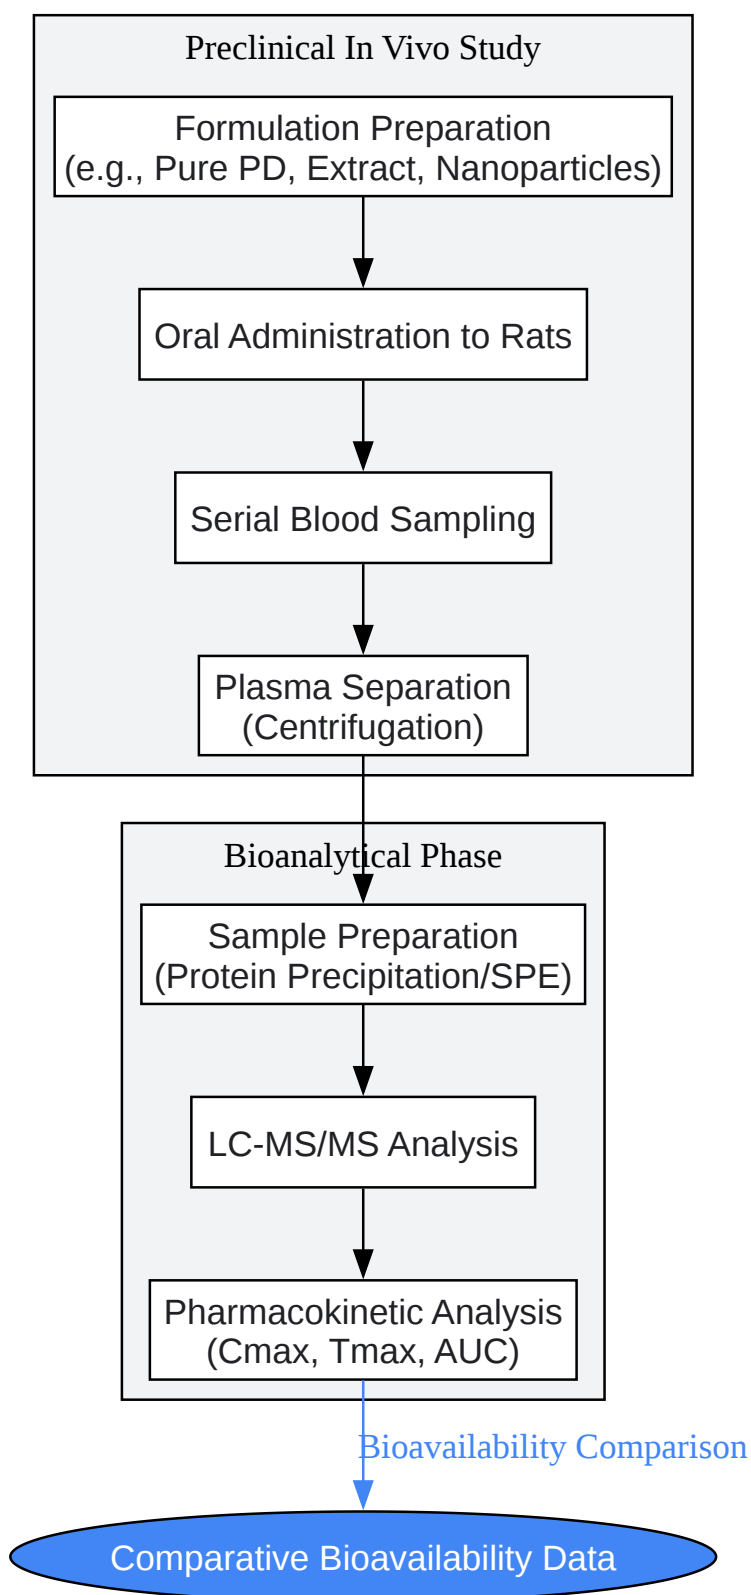 Preclinical In Vivo Study
Formulation Preparation
(e.g., Pure PD, Extract, Nanoparticles)
Oral Administration to Rats
Serial Blood Sampling
Plasma Separation
(Centrifugation)
Bioanalytical Phase
Sample Preparation
(Protein Precipitation/SPE)
LC-MS/MS Analysis
Pharmacokinetic Analysis
(Cmax, Tmax, AUC)
Bioavailability Comparison
Comparative Bioavailability Data